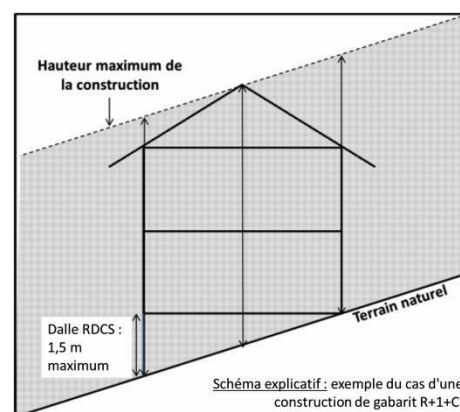 Hauteur maximum de
la construction
Dalle RDCS :
1,5 m
maximum
Terrain naturel
Schéma explicatif : exemple du cas d'une
construction de gabarit R+1+C